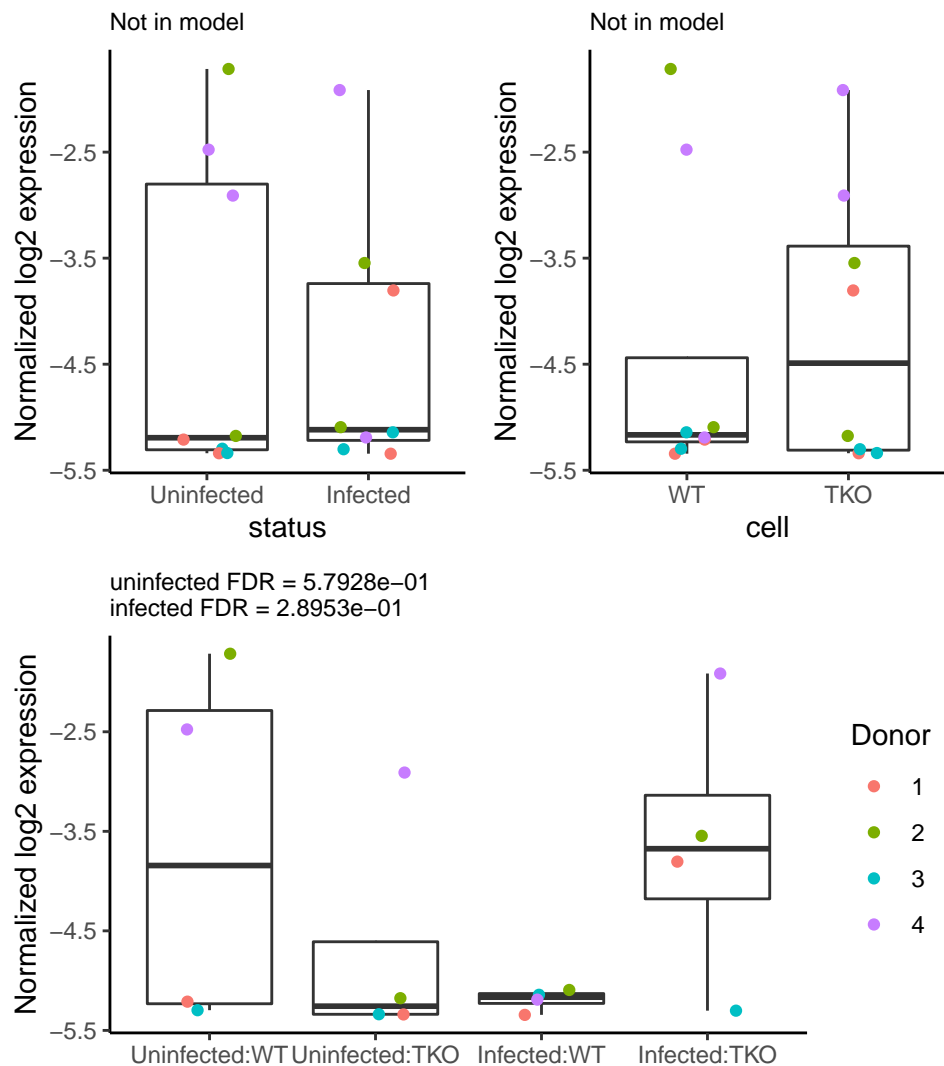 Not in model
Normalized log2 expression
−2.5
−3.5
−4.5
−5.5
Uninfected
Infected
status
Not in model
Normalized log2 expression
−2.5
−3.5
−4.5
−5.5
WT
TKO
cell
uninfected FDR = 5.7928e−01
infected FDR = 2.8953e−01
Normalized log2 expression
−2.5
−3.5
−4.5
−5.5
Uninfected:WT
Uninfected:TKO
Infected:WT
Infected:TKO
Donor
1
2
3
4